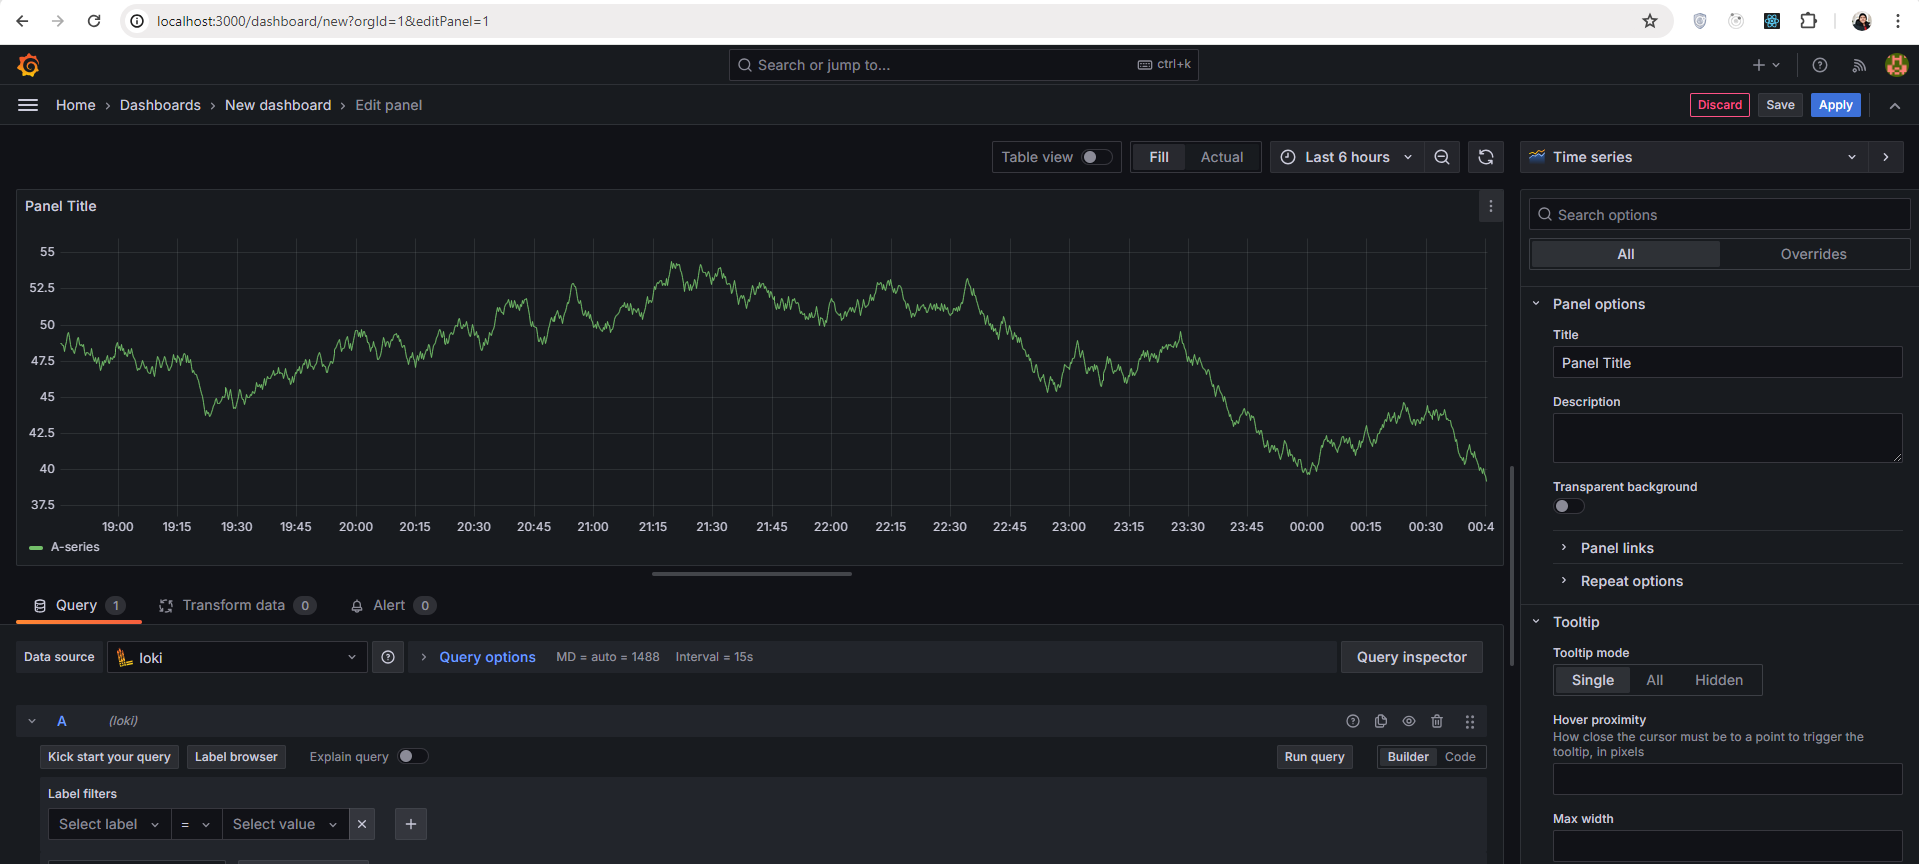 localhost:3000/dashboard/new?orgId=1&editPanel=1
Search or jump to... ctrl+k
Home › Dashboards › New dashboard › Edit panel
Discard Save Apply
Table view Fill Actual Last 6 hours Time series
Panel Title
55
52.5
50
47.5
45
42.5
40
37.5
19:00 19:15 19:30 19:45 20:00 20:15 20:30 20:45 21:00 21:15 21:30 21:45 22:00 22:15 22:30 22:45 23:00 23:15 23:30 23:45 00:00 00:15 00:30 00:4
A-series
Query 1 Transform data 0 Alert 0
Data source loki Query options MD = auto = 1488 Interval = 15s Query inspector
A (loki)
Kick start your query Label browser Explain query Run query Builder Code
Label filters
Select label = Select value
Search options
All Overrides
Panel options
Title
Panel Title
Description
Transparent background
Panel links
Repeat options
Tooltip
Tooltip mode
Single All Hidden
Hover proximity
How close the cursor must be to a point to trigger the
tooltip, in pixels
Max width